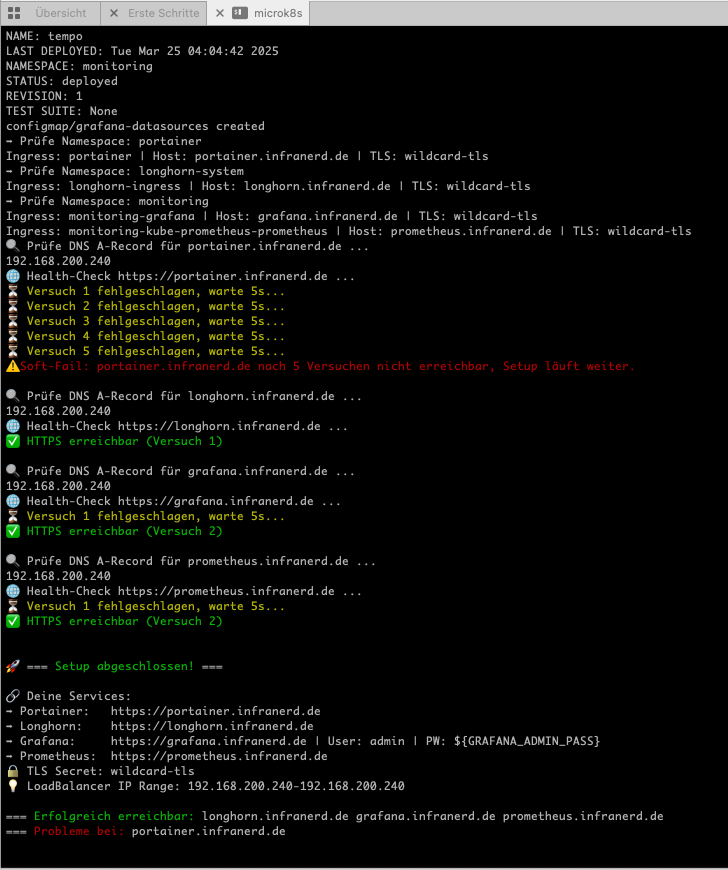 Übersicht
Erste Schritte
microk8s
NAME: tempo
LAST DEPLOYED: Tue Mar 25 04:04:42 2025
NAMESPACE: monitoring
STATUS: deployed
REVISION: 1
TEST SUITE: None
configmap/grafana-datasources created
→ Prüfe Namespace: portainer
Ingress: portainer | Host: portainer.infranerd.de | TLS: wildcard-tls
→ Prüfe Namespace: longhorn-system
Ingress: longhorn-ingress | Host: longhorn.infranerd.de | TLS: wildcard-tls
→ Prüfe Namespace: monitoring
Ingress: monitoring-grafana | Host: grafana.infranerd.de | TLS: wildcard-tls
Ingress: monitoring-kube-prometheus-prometheus | Host: prometheus.infranerd.de | TLS: wildcard-tls
🔍 Prüfe DNS A-Record für portainer.infranerd.de ...
192.168.200.240
🌐 Health-Check https://portainer.infranerd.de ...
⏳ Versuch 1 fehlgeschlagen, warte 5s...
⏳ Versuch 2 fehlgeschlagen, warte 5s...
⏳ Versuch 3 fehlgeschlagen, warte 5s...
⏳ Versuch 4 fehlgeschlagen, warte 5s...
⏳ Versuch 5 fehlgeschlagen, warte 5s...
⚠️Soft-Fail: portainer.infranerd.de nach 5 Versuchen nicht erreichbar, Setup läuft weiter.
🔍 Prüfe DNS A-Record für longhorn.infranerd.de ...
192.168.200.240
🌐 Health-Check https://longhorn.infranerd.de ...
✅ HTTPS erreichbar (Versuch 1)
🔍 Prüfe DNS A-Record für grafana.infranerd.de ...
192.168.200.240
🌐 Health-Check https://grafana.infranerd.de ...
⏳ Versuch 1 fehlgeschlagen, warte 5s...
✅ HTTPS erreichbar (Versuch 2)
🔍 Prüfe DNS A-Record für prometheus.infranerd.de ...
192.168.200.240
🌐 Health-Check https://prometheus.infranerd.de ...
⏳ Versuch 1 fehlgeschlagen, warte 5s...
✅ HTTPS erreichbar (Versuch 2)
🚀 === Setup abgeschlossen! ===
🔗 Deine Services:
→ Portainer:   https://portainer.infranerd.de
→ Longhorn:    https://longhorn.infranerd.de
→ Grafana:     https://grafana.infranerd.de | User: admin | PW: ${GRAFANA_ADMIN_PASS}
→ Prometheus:  https://prometheus.infranerd.de
🔒 TLS Secret: wildcard-tls
💡 LoadBalancer IP Range: 192.168.200.240-192.168.200.240
=== Erfolgreich erreichbar: longhorn.infranerd.de grafana.infranerd.de prometheus.infranerd.de
=== Probleme bei: portainer.infranerd.de